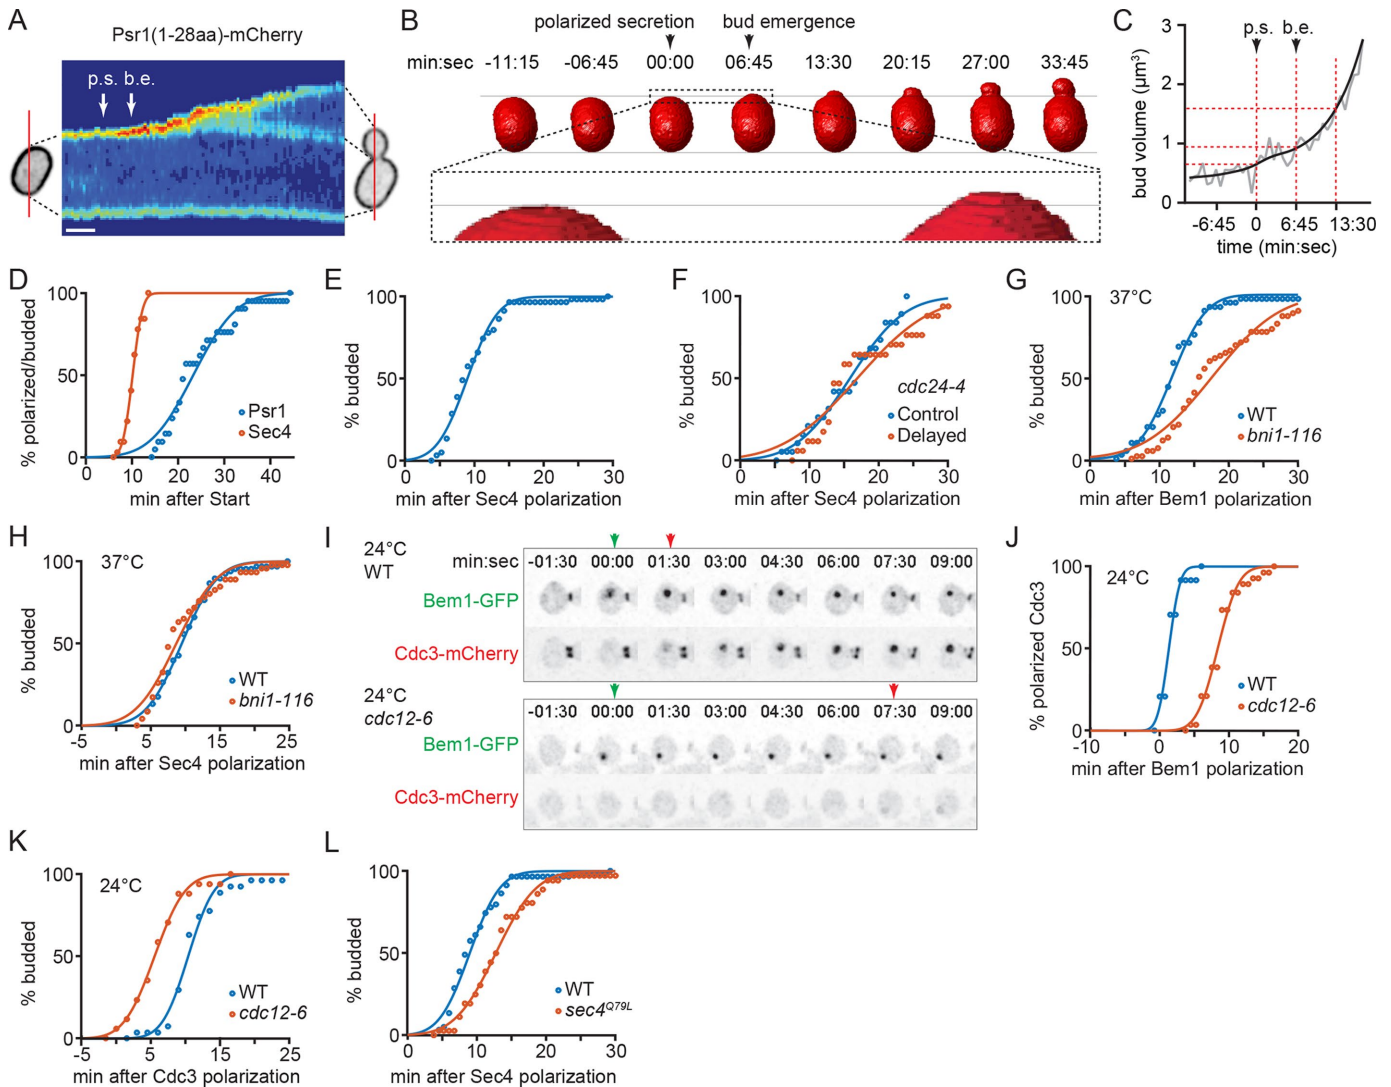 A
Psr1(1-28aa)-mCherry
p.s. b.e.
B
polarized secretion
bud emergence
min:sec -11:15 -06:45 00:00 06:45 13:30 20:15 27:00 33:45
C
p.s. b.e.
bud volume (μm³)
3
2
1
0
-6:45 0 6:45 13:30
time (min:sec)
D
% polarized/budded
100
50
0
0 10 20 30 40
min after Start
Psr1
Sec4
E
% budded
100
50
0
0 10 20 30
min after Sec4 polarization
F
% budded
100
50
0
0 10 20 30
min after Sec4 polarization
cdc24-4
Control
Delayed
G
37°C
% budded
100
50
0
0 10 20 30
min after Bem1 polarization
WT
bni1-116
H
37°C
% budded
100
50
0
-5 5 15 25
min after Sec4 polarization
WT
bni1-116
I
24°C
WT
min:sec -01:30 00:00 01:30 03:00 04:30 06:00 07:30 09:00
Bem1-GFP
Cdc3-mCherry
24°C
cdc12-6
-01:30 00:00 01:30 03:00 04:30 06:00 07:30 09:00
Bem1-GFP
Cdc3-mCherry
J
24°C
% polarized Cdc3
100
50
0
-10 0 10 20
min after Bem1 polarization
WT
cdc12-6
K
24°C
% budded
100
50
0
-5 5 15 25
min after Cdc3 polarization
WT
cdc12-6
L
% budded
100
50
0
0 10 20 30
min after Sec4 polarization
WT
sec4Q79L